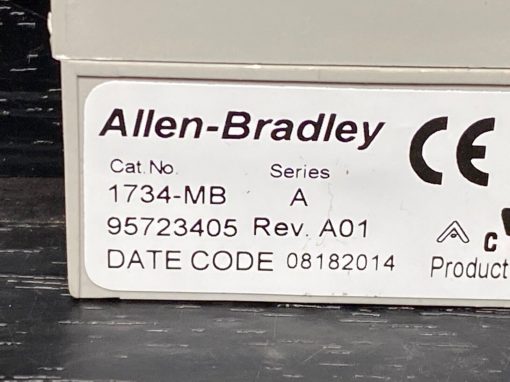 Allen-Bradley
CE
Cat. No. Series
1734-MB A
95723405 Rev. A01
c
DATE CODE 08182014 Product